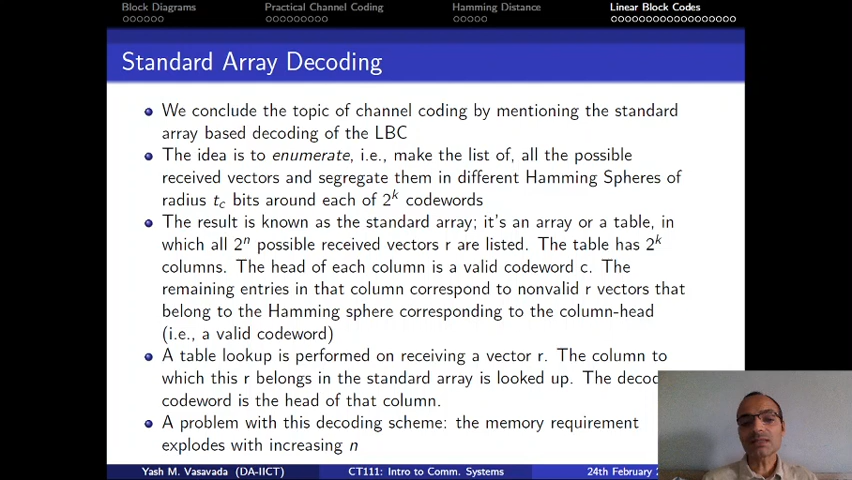 Block Diagrams Practical Channel Coding Hamming Distance Linear Block Codes
Standard Array Decoding
We conclude the topic of channel coding by mentioning the standard
array based decoding of the LBC
The idea is to enumerate, i.e., make the list of, all the possible
received vectors and segregate them in different Hamming Spheres of
radius t_c bits around each of 2^k codewords
The result is known as the standard array; it's an array or a table, in
which all 2^n possible received vectors r are listed. The table has 2^k
columns. The head of each column is a valid codeword c. The
remaining entries in that column correspond to nonvalid r vectors that
belong to the Hamming sphere corresponding to the column-head
(i.e., a valid codeword)
A table lookup is performed on receiving a vector r. The column to
which this r belongs in the standard array is looked up. The decod
codeword is the head of that column.
A problem with this decoding scheme: the memory requirement
explodes with increasing n
Yash M. Vasavada (DA-IICT) CT111: Intro to Comm. Systems 24th February